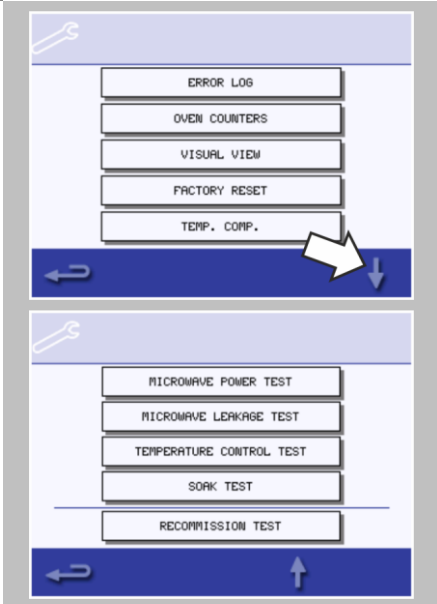 ERROR LOG
OVEN COUNTERS
VISUAL VIEW
FACTORY RESET
TEMP. COMP.
MICROWAVE POWER TEST
MICROWAVE LEAKAGE TEST
TEMPERATURE CONTROL TEST
SOAK TEST
RECOMMISSION TEST